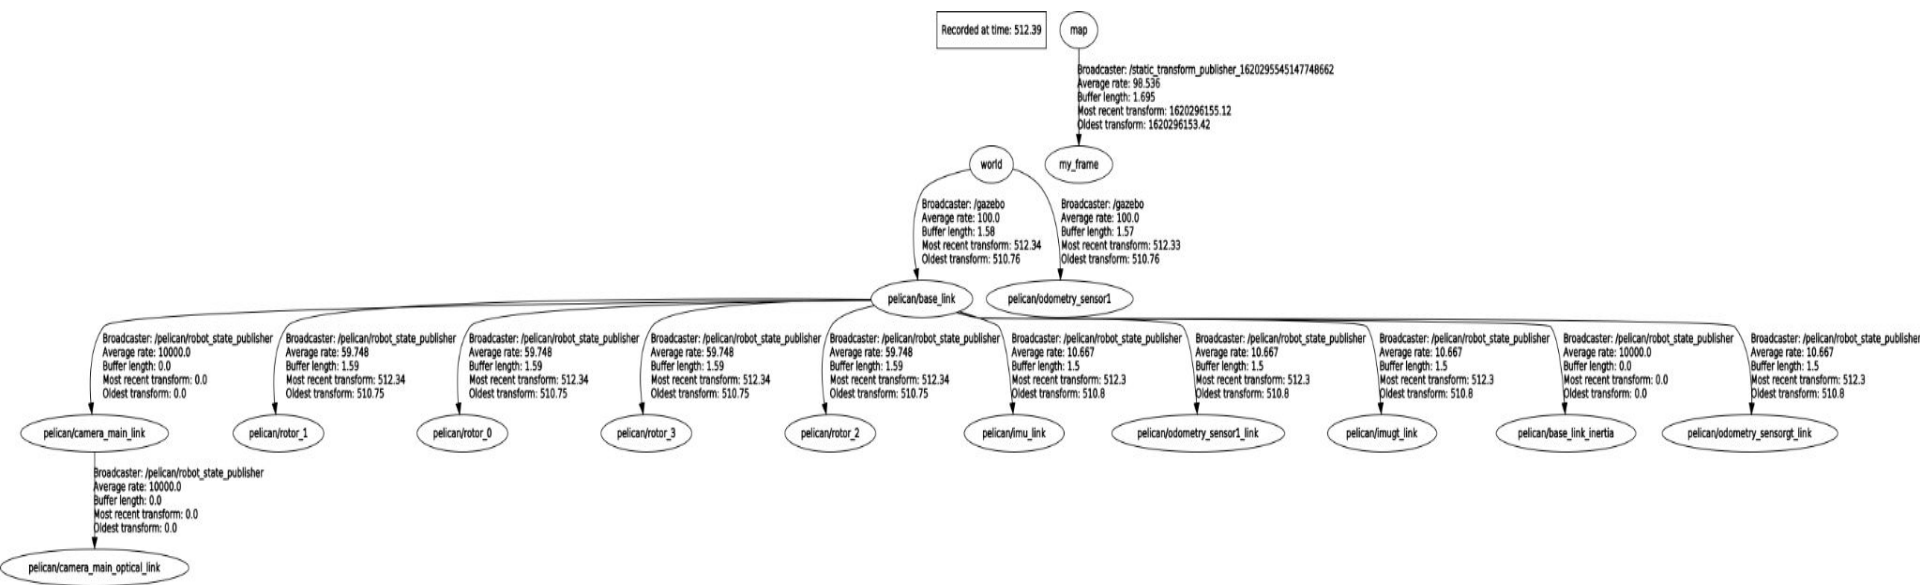 Recorded at time: 512.39
map
Broadcaster: /static_transform_publisher_1620295545147748662
Average rate: 98.536
Buffer length: 1.695
Most recent transform: 1620296155.12
Oldest transform: 1620296153.42
world
my_frame
Broadcaster: /gazebo
Average rate: 100.0
Buffer length: 1.58
Most recent transform: 512.34
Oldest transform: 510.76
Broadcaster: /gazebo
Average rate: 100.0
Buffer length: 1.57
Most recent transform: 512.33
Oldest transform: 510.76
pelican/base_link
pelican/odometry_sensor1
Broadcaster: /pelican/robot_state_publisher
Average rate: 10000.0
Buffer length: 0.0
Most recent transform: 0.0
Oldest transform: 0.0
Broadcaster: /pelican/robot_state_publisher
Average rate: 59.748
Buffer length: 1.59
Most recent transform: 512.34
Oldest transform: 510.75
Broadcaster: /pelican/robot_state_publisher
Average rate: 59.748
Buffer length: 1.59
Most recent transform: 512.34
Oldest transform: 510.75
Broadcaster: /pelican/robot_state_publisher
Average rate: 59.748
Buffer length: 1.59
Most recent transform: 512.34
Oldest transform: 510.75
Broadcaster: /pelican/robot_state_publisher
Average rate: 59.748
Buffer length: 1.59
Most recent transform: 512.34
Oldest transform: 510.75
Broadcaster: /pelican/robot_state_publisher
Average rate: 10.667
Buffer length: 1.5
Most recent transform: 512.3
Oldest transform: 510.8
Broadcaster: /pelican/robot_state_publisher
Average rate: 10.667
Buffer length: 1.5
Most recent transform: 512.3
Oldest transform: 510.8
Broadcaster: /pelican/robot_state_publisher
Average rate: 10.667
Buffer length: 1.5
Most recent transform: 512.3
Oldest transform: 510.8
Broadcaster: /pelican/robot_state_publisher
Average rate: 10000.0
Buffer length: 0.0
Most recent transform: 0.0
Oldest transform: 0.0
Broadcaster: /pelican/robot_state_publisher
Average rate: 10.667
Buffer length: 1.5
Most recent transform: 512.3
Oldest transform: 510.8
pelican/camera_main_link
pelican/rotor_1
pelican/rotor_0
pelican/rotor_3
pelican/rotor_2
pelican/imu_link
pelican/odometry_sensor1_link
pelican/imugt_link
pelican/base_link_inertia
pelican/odometry_sensorgt_link
Broadcaster: /pelican/robot_state_publisher
Average rate: 10000.0
Buffer length: 0.0
Most recent transform: 0.0
Oldest transform: 0.0
pelican/camera_main_optical_link